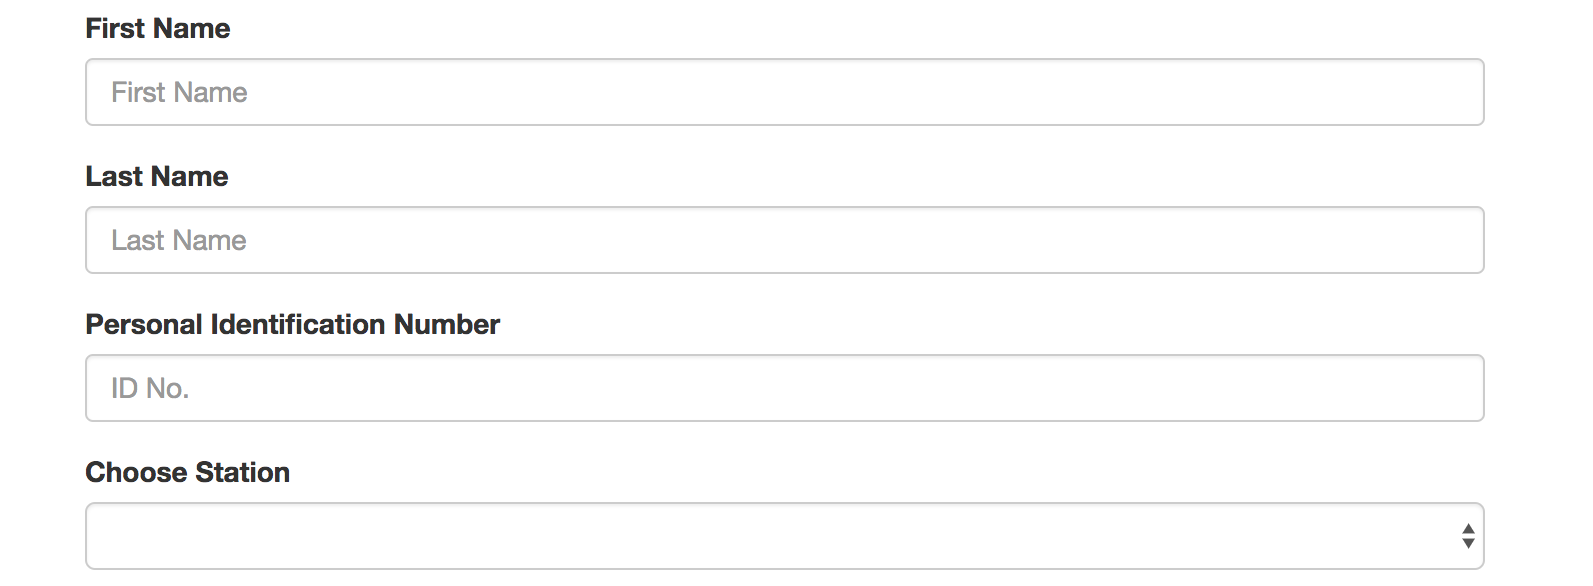 First Name
First Name
Last Name
Last Name
Personal Identification Number
ID No.
Choose Station